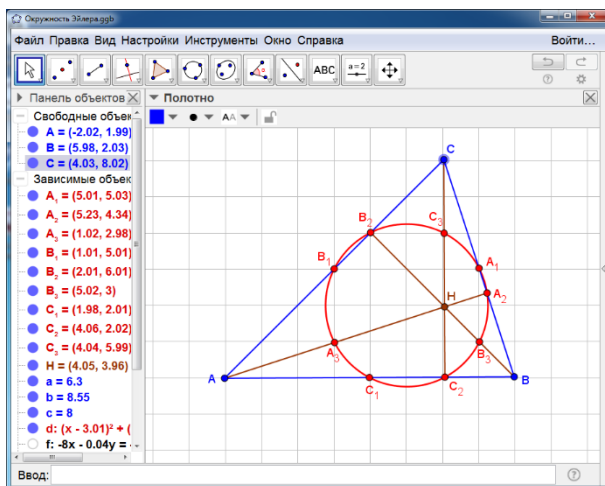 Окружность Эйлера.ggb
Файл Правка Вид Настройки Инструменты Окно Справка Войти...
ABC a=2
Панель объектов
Полотно
AA
Свободные объек
A = (-2.02, 1.99)
B = (5.98, 2.03)
C = (4.03, 8.02)
Зависимые объек
A₁ = (5.01, 5.03)
A₂ = (5.23, 4.34)
A₃ = (1.02, 2.98)
B₁ = (1.01, 5.01)
B₂ = (2.01, 6.01)
B₃ = (5.02, 3)
C₁ = (1.98, 2.01)
C₂ = (4.06, 2.02)
C₃ = (4.04, 5.99)
H = (4.05, 3.96)
a = 6.3
b = 8.55
c = 8
d: (x - 3.01)² + (
f: -8x - 0.04y = -
C
B₂
C₃
B₁
A₁
A₂
H
A₃
B₃
A
C₁
C₂
B
Ввод: